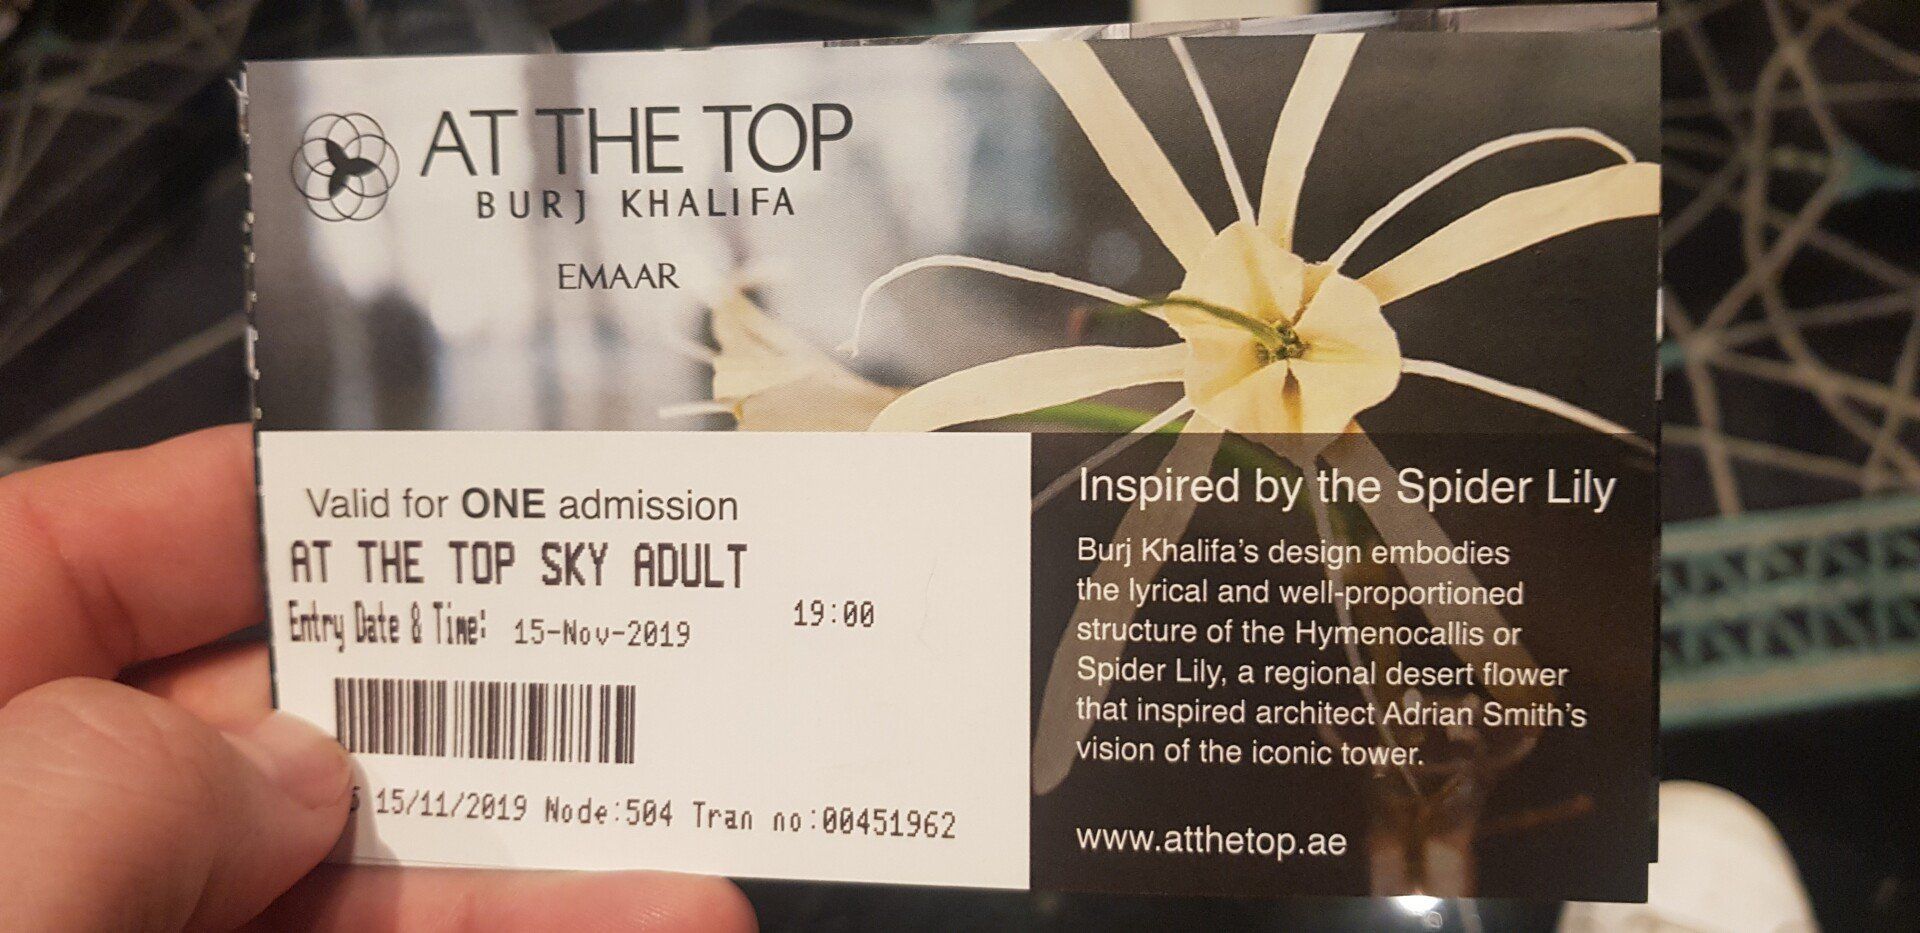 AT THE TOP
BURJ KHALIFA
EMAAR
Valid for ONE admission
AT THE TOP SKY ADULT
Entry Date & Time: 15-Nov-2019 19:00
15/11/2019 Node:504 Tran no:00451962
Inspired by the Spider Lily
Burj Khalifa's design embodies
the lyrical and well-proportioned
structure of the Hymenocallis or
Spider Lily, a regional desert flower
that inspired architect Adrian Smith's
vision of the iconic tower.
www.atthetop.ae